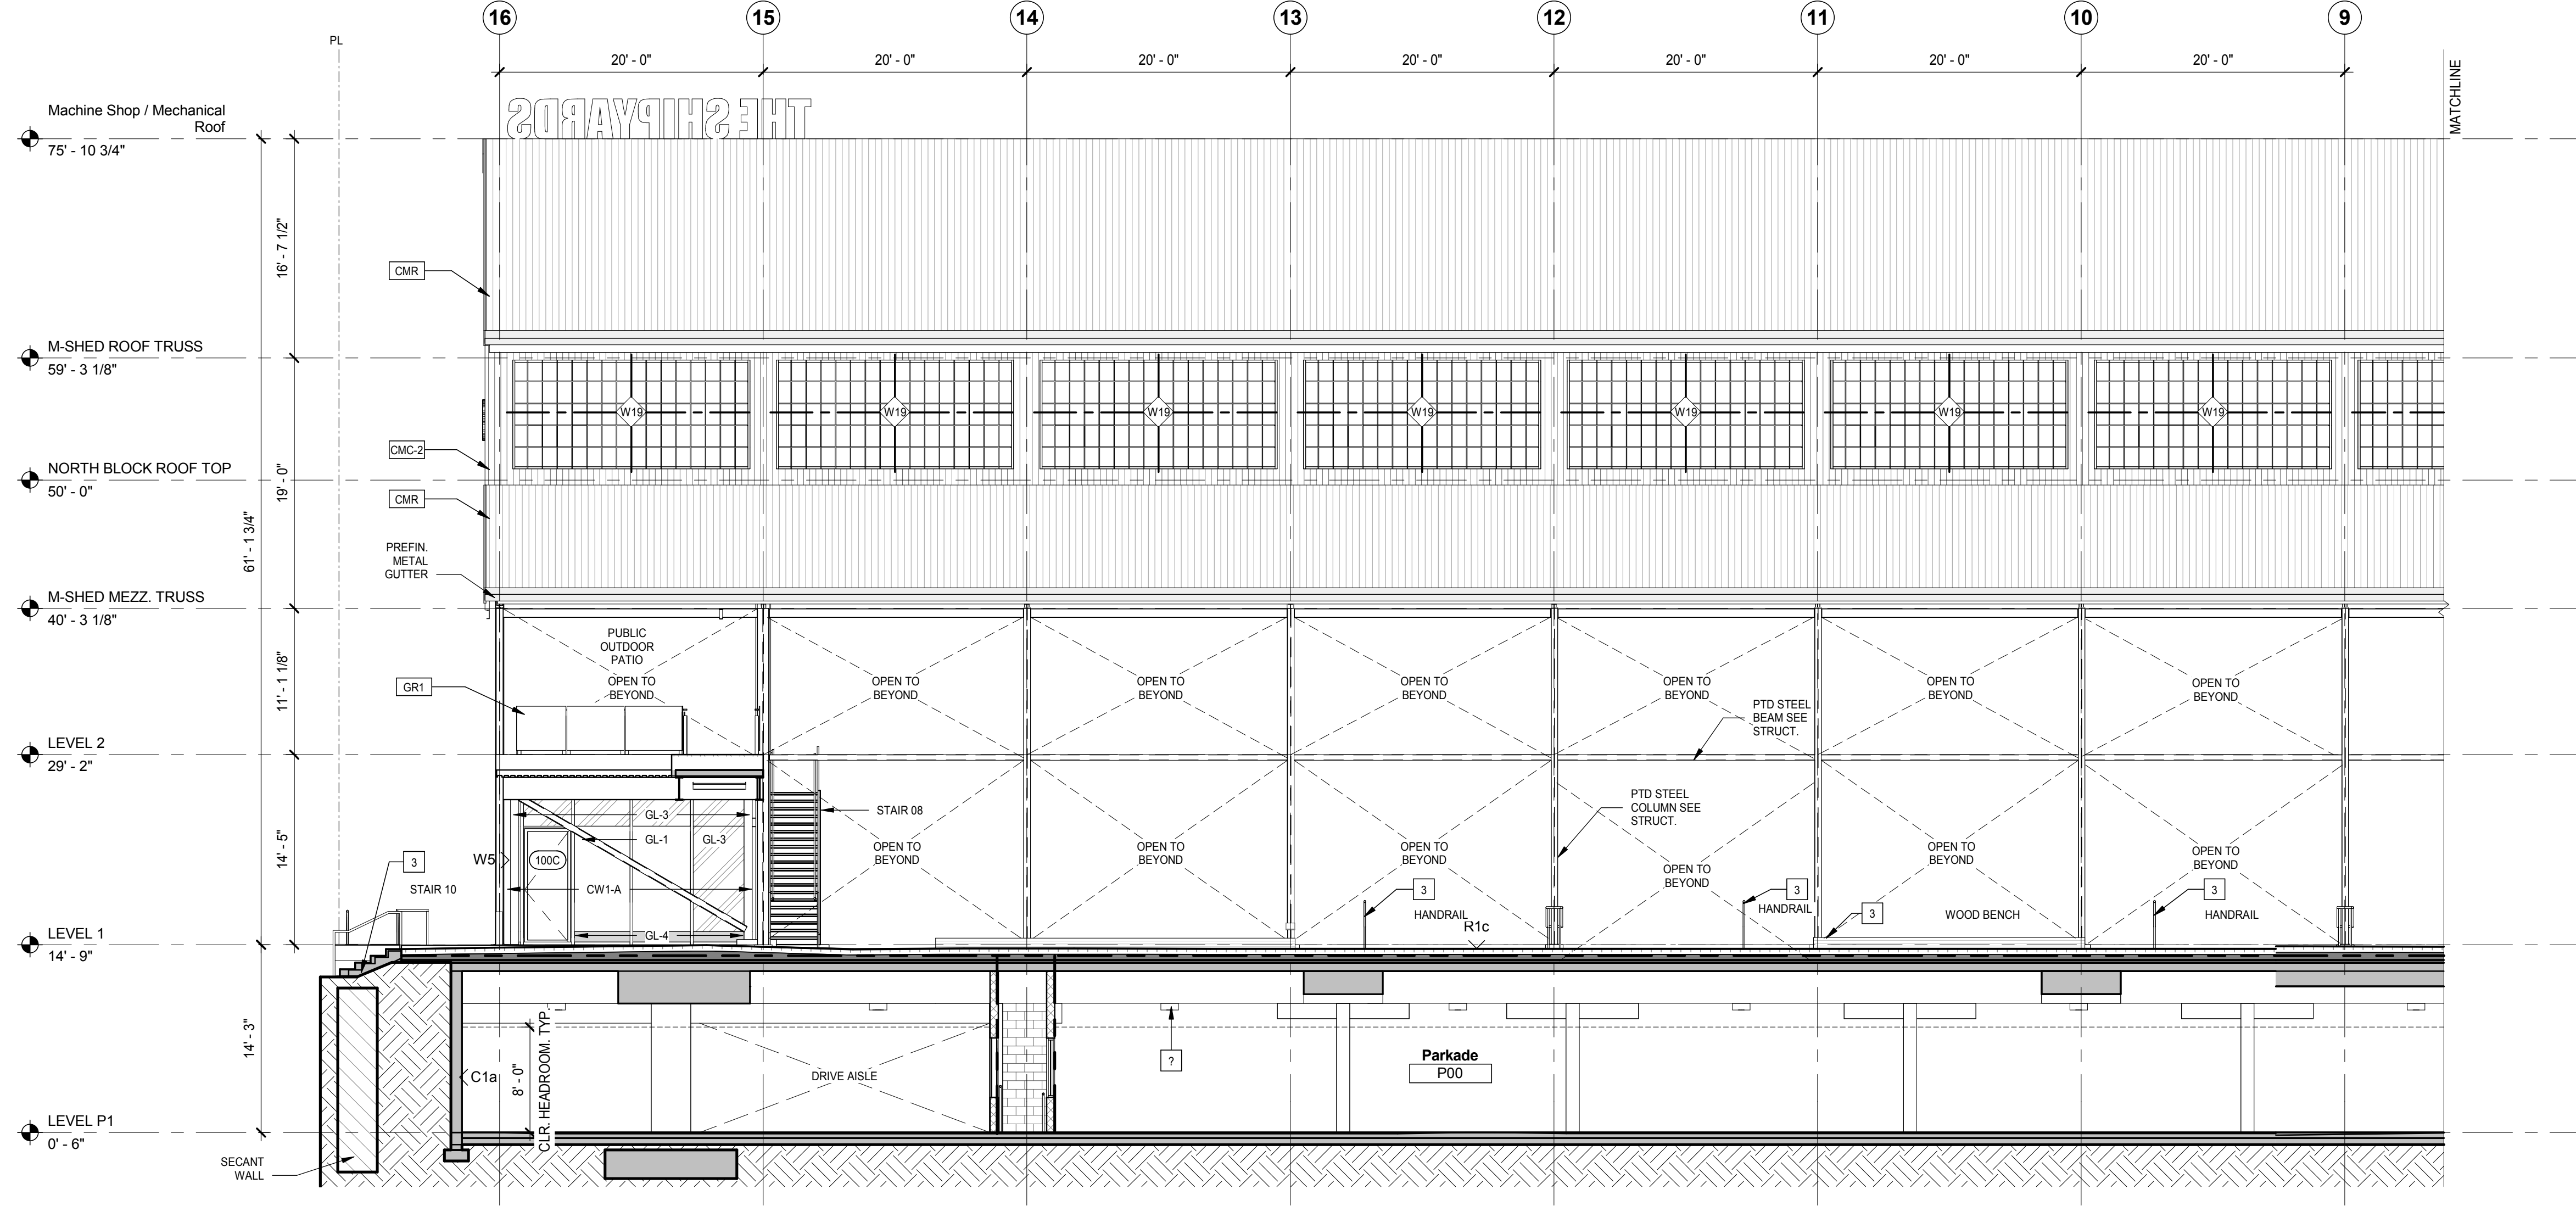 16 15 14 13 12 11 10 9
PL
20' - 0" 20' - 0" 20' - 0" 20' - 0" 20' - 0" 20' - 0" 20' - 0"
MATCHLINE
THE SHIPYARDS
Machine Shop / Mechanical
Roof
75' - 10 3/4"
16' - 7 1/2"
CMR
M-SHED ROOF TRUSS
59' - 3 1/8"
W19 W19 W19 W19 W19 W19 W19
CMC-2
NORTH BLOCK ROOF TOP
50' - 0"
19' - 0"
CMR
61' - 1 3/4"
PREFIN.
METAL
GUTTER
M-SHED MEZZ. TRUSS
40' - 3 1/8"
PUBLIC
OUTDOOR
PATIO
OPEN TO
BEYOND
OPEN TO
BEYOND
OPEN TO
BEYOND
OPEN TO
BEYOND
OPEN TO
BEYOND
OPEN TO
BEYOND
OPEN TO
BEYOND
11' - 1 1/8"
GR1
PTD STEEL
BEAM SEE
STRUCT.
LEVEL 2
29' - 2"
PTD STEEL
COLUMN SEE
STRUCT.
STAIR 08
GL-3
GL-1
GL-3
14' - 5"
W5
100C
CW1-A
GL-4
OPEN TO
BEYOND
OPEN TO
BEYOND
OPEN TO
BEYOND
OPEN TO
BEYOND
OPEN TO
BEYOND
OPEN TO
BEYOND
3
STAIR 10
3
HANDRAIL
R1c
3
HANDRAIL
3
WOOD BENCH
3
HANDRAIL
LEVEL 1
14' - 9"
14' - 3"
C1a
8' - 0"
CLR. HEADROOM. TYP.
DRIVE AISLE
?
Parkade
P00
LEVEL P1
0' - 6"
SECANT
WALL